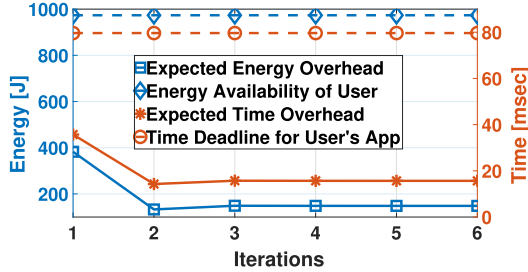 1000
800
600
400
200
Energy [J]
Expected Energy Overhead
Energy Availability of User
Expected Time Overhead
Time Deadline for User's App
80
60
40
20
0
Time [msec]
1 2 3 4 5 6
Iterations